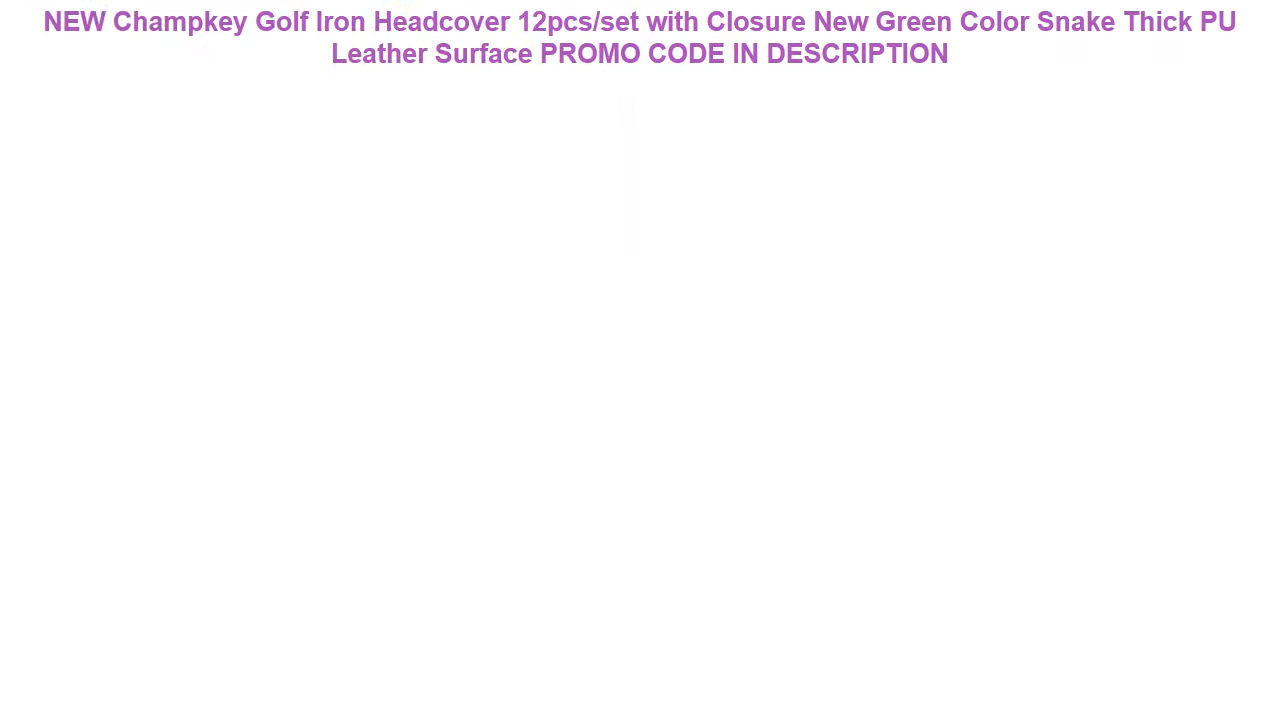 NEW Champkey Golf Iron Headcover 12pcs/set with Closure New Green Color Snake Thick PU
Leather Surface PROMO CODE IN DESCRIPTION